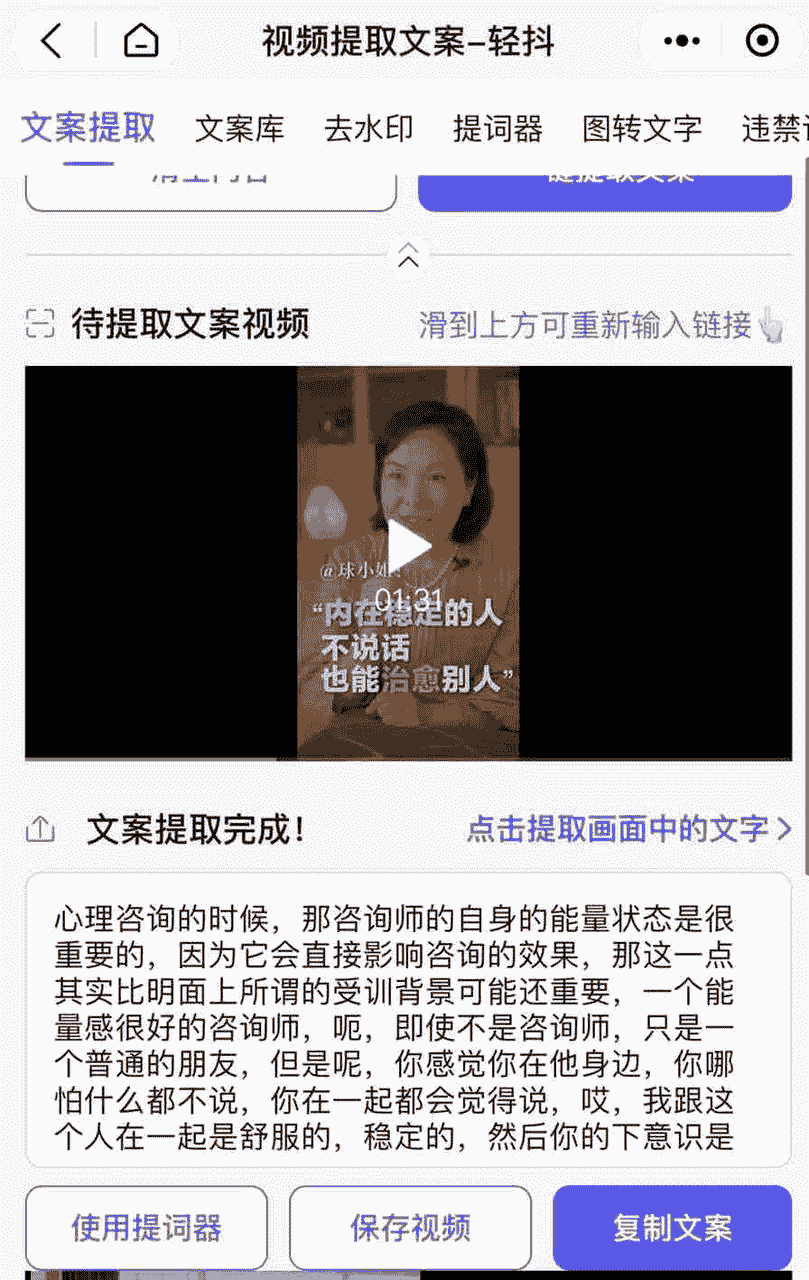 视频提取文案–轻抖
文案提取 文案库 去水印 提词器 图转文字 违禁
待提取文案视频 滑到上方可重新输入链接
@球小姐
01:31
“内在稳定的人
不说话
也能治愈别人”
文案提取完成！ 点击提取画面中的文字
心理咨询的时候，那咨询师的自身的能量状态是很
重要的，因为它会直接影响咨询的效果，那这一点
其实比明面上所谓的受训背景可能还重要，一个能
量感很好的咨询师，呃，即使不是咨询师，只是一
个普通的朋友，但是呢，你感觉你在他身边，你哪
怕什么都不说，你在一起都会觉得说，哎，我跟这
个人在一起是舒服的，稳定的，然后你的下意识是
使用提词器 保存视频 复制文案